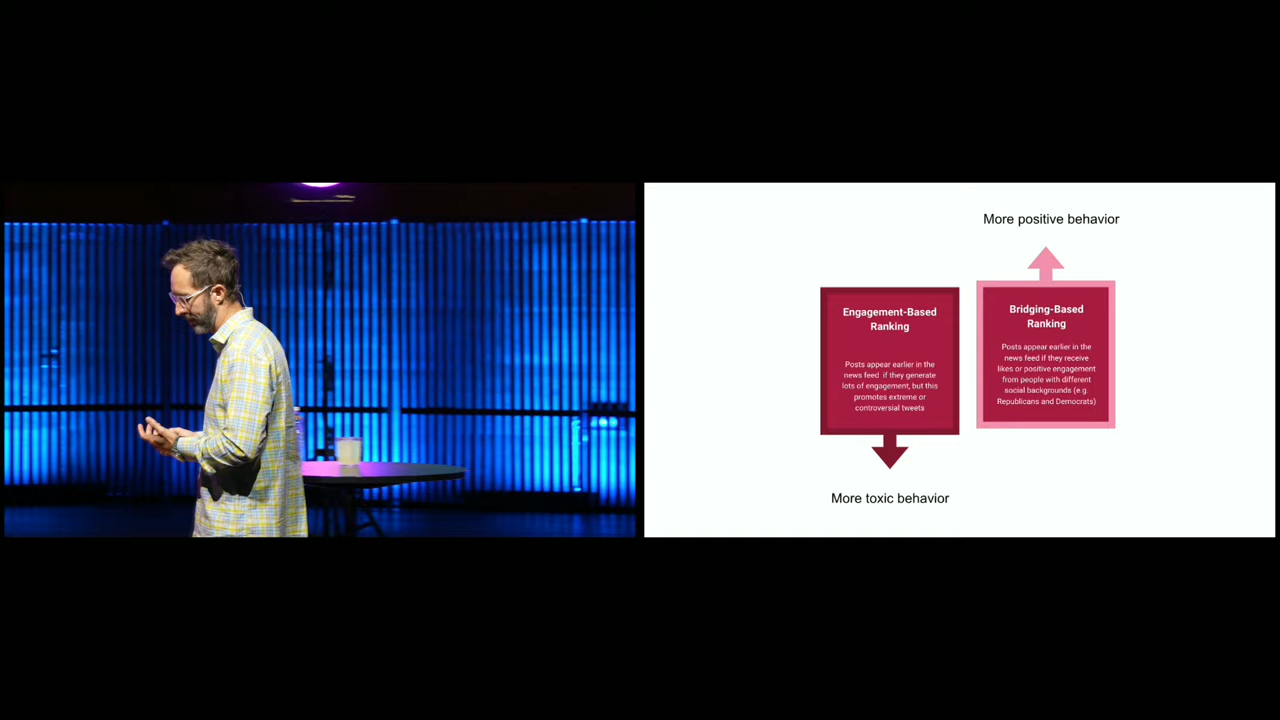 More positive behavior
Engagement-Based
Ranking
Posts appear earlier in the
news feed if they generate
lots of engagement, but this
promotes extreme or
controversial tweets
More toxic behavior
Bridging-Based
Ranking
Posts appear earlier in the
news feed if they receive
likes or positive engagement
from people with different
social backgrounds (e.g.
Republicans and Democrats)